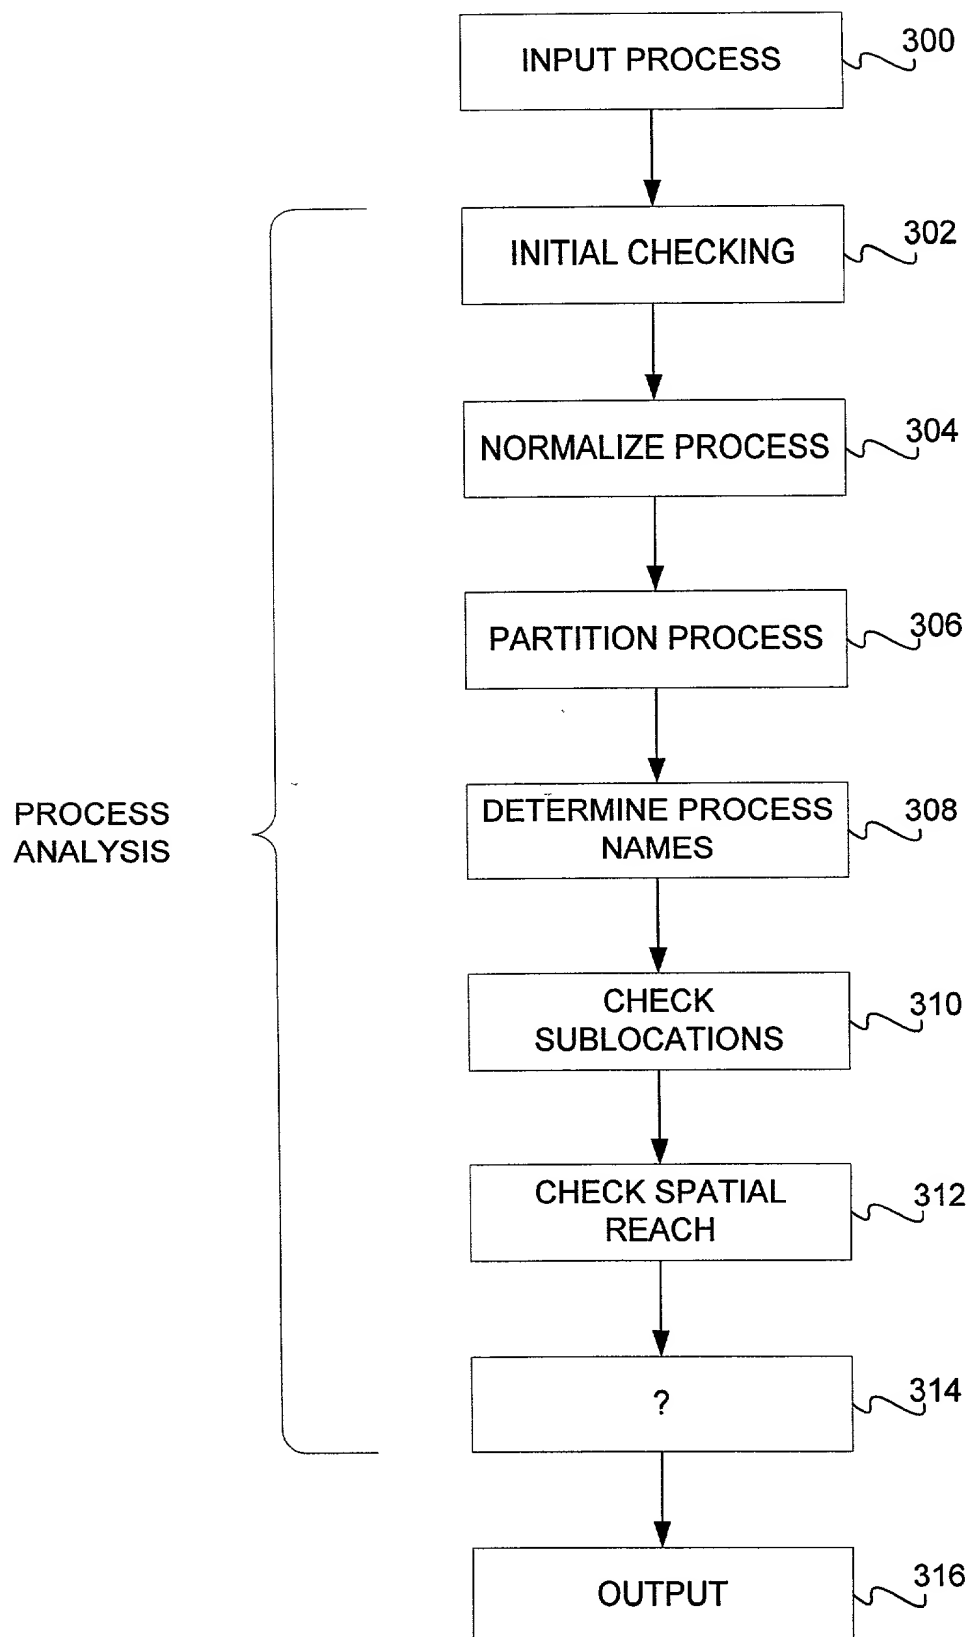 INPUT PROCESS
300
INITIAL CHECKING
302
NORMALIZE PROCESS
304
PARTITION PROCESS
306
PROCESS
ANALYSIS
DETERMINE PROCESS
NAMES
308
CHECK
SUBLOCATIONS
310
CHECK SPATIAL
REACH
312
?
314
OUTPUT
316